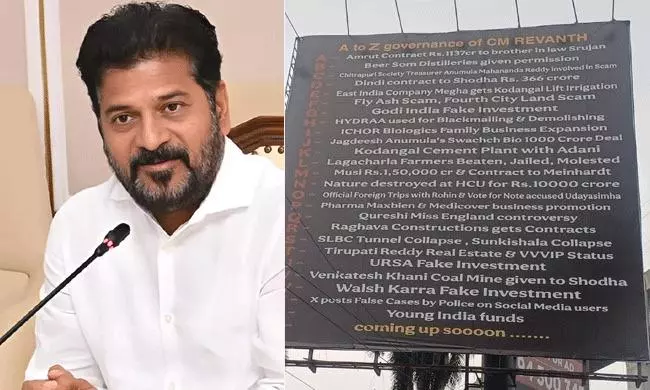 A to Z governance of CM REVANTH
A - Amrut Contract Rs.1137cr to brother in law Srujan
B - Beer Som Distilleries given permission
C - Chitrapuri Society Treasurer Anumula Mahananda Reddy involved in Scam
D - Dindi contract to Shodha Rs. 366 crore
E - East India Company Megha gets Kodangal Lift Irrigation
F - Fly Ash Scam, Fourth City Land Scam
G - Godi India Fake Investment
H - HYDRAA used for Blackmailing & Demolishing
I - ICHOR Biologics Family Business Expansion
J - Jagdeesh Anumula's Swachch Bio 1000 Crore Deal
K - Kodangal Cement Plant with Adani
L - Lagacharla Farmers Beaten, Jailed, Molested
M - Musi Rs.1,50,000 cr & Contract to Meinhardt
N - Nature destroyed at HCU for Rs.10000 crore
O - Official Foreign Trips with Rohin & Vote for Note accused Udayasimha
P - Pharma Maxbien & Medicover business promotion
Q - Qureshi Miss England controversy
R - Raghava Constructions gets Contracts
S - SLBC Tunnel Collapse , Sunkishala Collapse
T - Tirupati Reddy Real Estate & VVVIP Status
U - URSA Fake Investment
V - Venkatesh Khani Coal Mine given to Shodha
W - Walsh Karra Fake Investment
X - X posts False Cases by Police on Social Media users
Y - Young India funds
Z - coming up sooooon .......